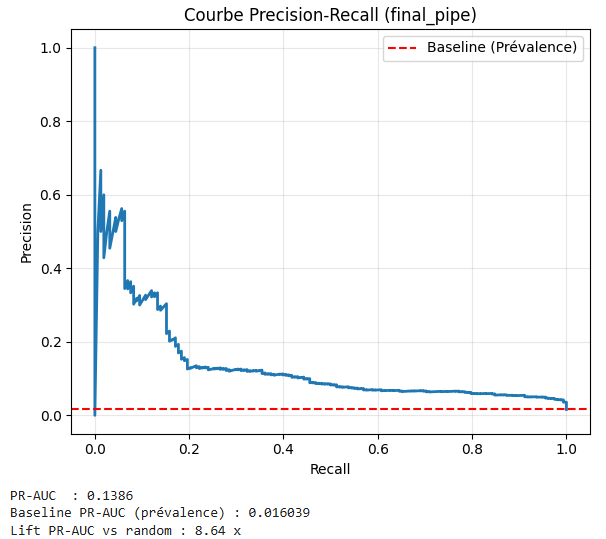 Courbe Precision-Recall (final_pipe)
Baseline (Prévalence)
Precision
1.0
0.8
0.6
0.4
0.2
0.0
0.0 0.2 0.4 0.6 0.8 1.0
Recall
PR-AUC  : 0.1386
Baseline PR-AUC (prévalence) : 0.016039
Lift PR-AUC vs random : 8.64 x